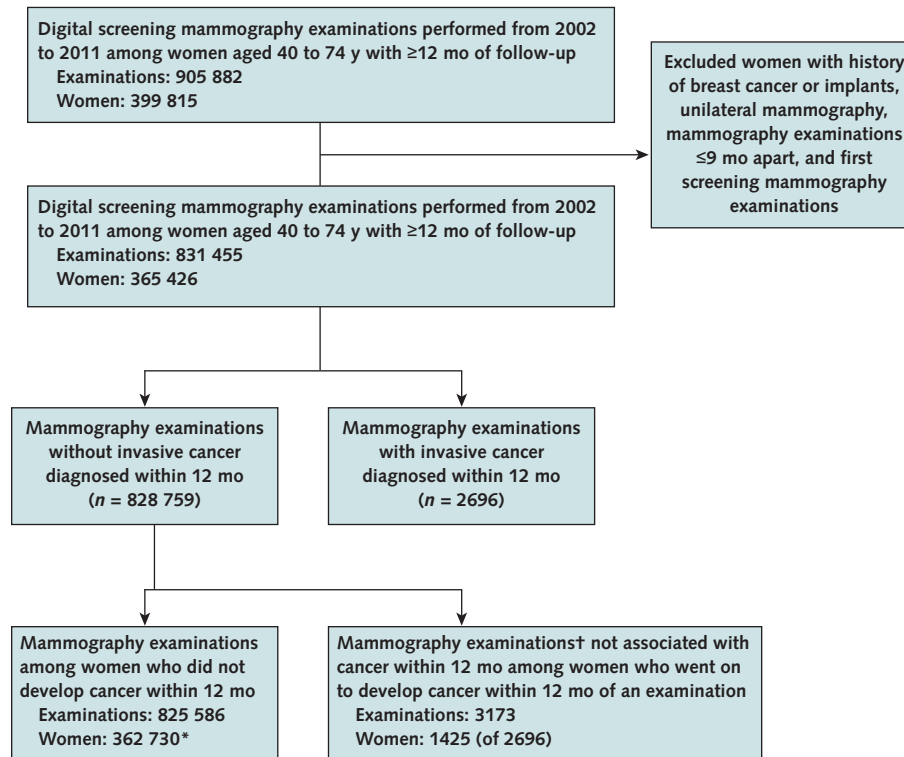 Digital screening mammography examinations performed from 2002
to 2011 among women aged 40 to 74 y with ≥12 mo of follow-up
Examinations: 905 882
Women: 399 815
Excluded women with history
of breast cancer or implants,
unilateral mammography,
mammography examinations
≤9 mo apart, and first
screening mammography
examinations
Digital screening mammography examinations performed from 2002
to 2011 among women aged 40 to 74 y with ≥12 mo of follow-up
Examinations: 831 455
Women: 365 426
Mammography examinations
without invasive cancer
diagnosed within 12 mo
(n = 828 759)
Mammography examinations
with invasive cancer
diagnosed within 12 mo
(n = 2696)
Mammography examinations
among women who did not
develop cancer within 12 mo
Examinations: 825 586
Women: 362 730*
Mammography examinations† not associated with
cancer within 12 mo among women who went on
to develop cancer within 12 mo of an examination
Examinations: 3173
Women: 1425 (of 2696)